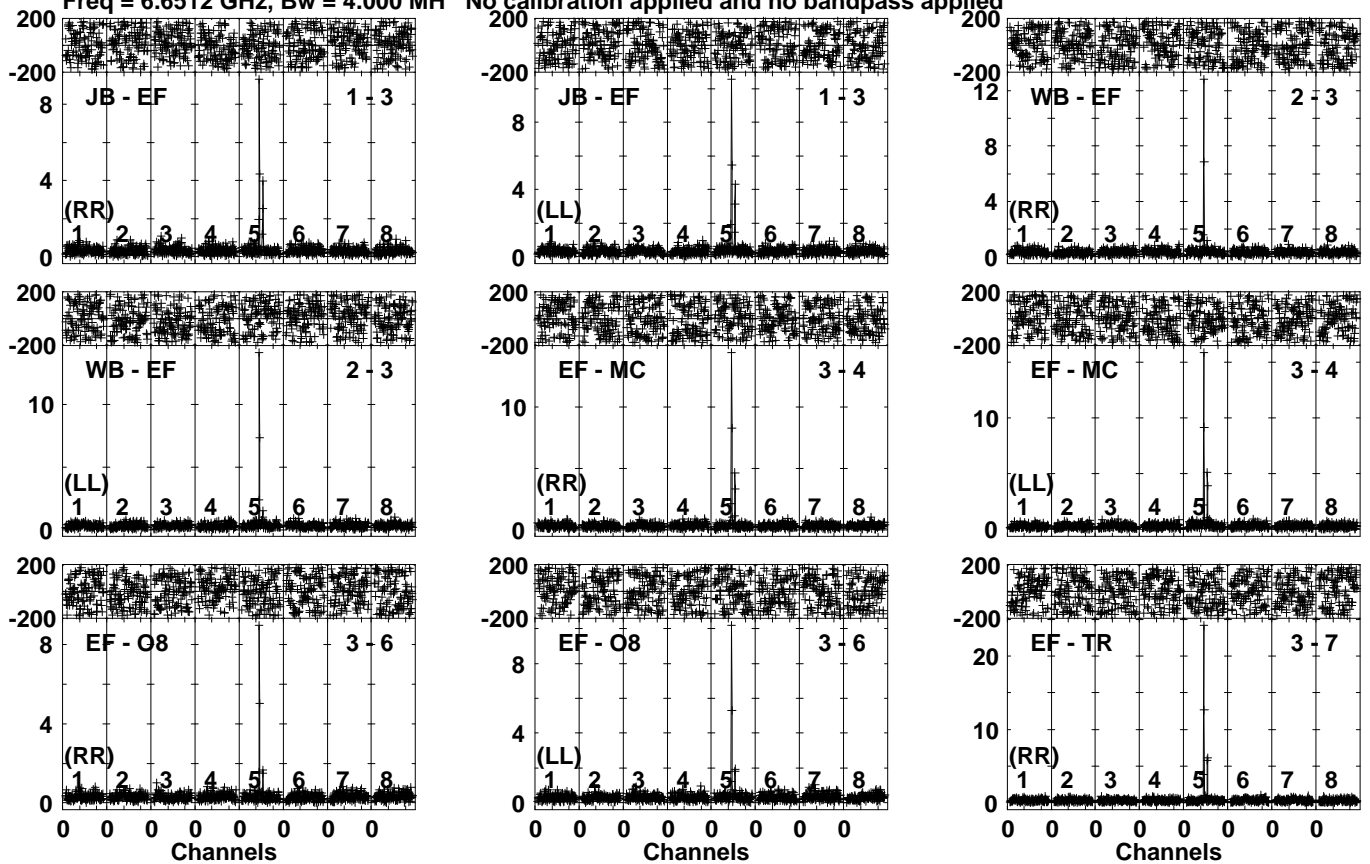 Freq = 6.6512 GHz, Bw = 4.000 MH No calibration applied and no bandpass applied
200 200 200
-200 -200 -200
JB - EF 1 - 3 JB - EF 1 - 3 WB - EF 2 - 3
8 8 12
4 4 8
4
(RR) (LL) (RR)
1 2 3 4 5 6 7 8 1 2 3 4 5 6 7 8 1 2 3 4 5 6 7 8
0 0 0
200 200 200
-200 -200 -200
WB - EF 2 - 3 EF - MC 3 - 4 EF - MC 3 - 4
10 10 10
(LL) (RR) (LL)
1 2 3 4 5 6 7 8 1 2 3 4 5 6 7 8 1 2 3 4 5 6 7 8
0 0 0
200 200 200
-200 -200 -200
EF - O8 3 - 6 EF - O8 3 - 6 EF - TR 3 - 7
8 8 20
4 4 10
(RR) (LL) (RR)
1 2 3 4 5 6 7 8 1 2 3 4 5 6 7 8 1 2 3 4 5 6 7 8
0 0 0
0 0 0 0 0 0 0 0 0 0 0 0 0 0 0 0 0 0 0 0 0 0 0 0
Channels Channels Channels